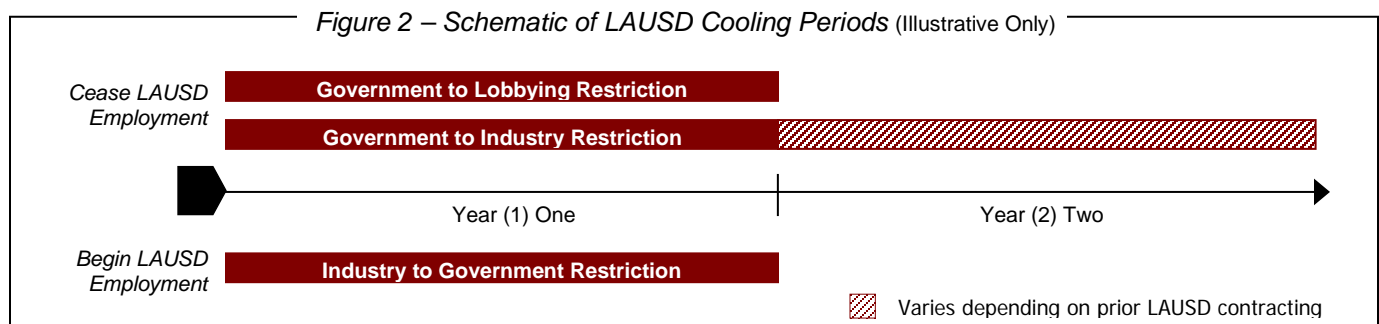 Figure 2 – Schematic of LAUSD Cooling Periods (Illustrative Only)
Cease LAUSD
Employment
Government to Lobbying Restriction
Government to Industry Restriction
Year (1) One
Year (2) Two
Begin LAUSD
Employment
Industry to Government Restriction
Varies depending on prior LAUSD contracting